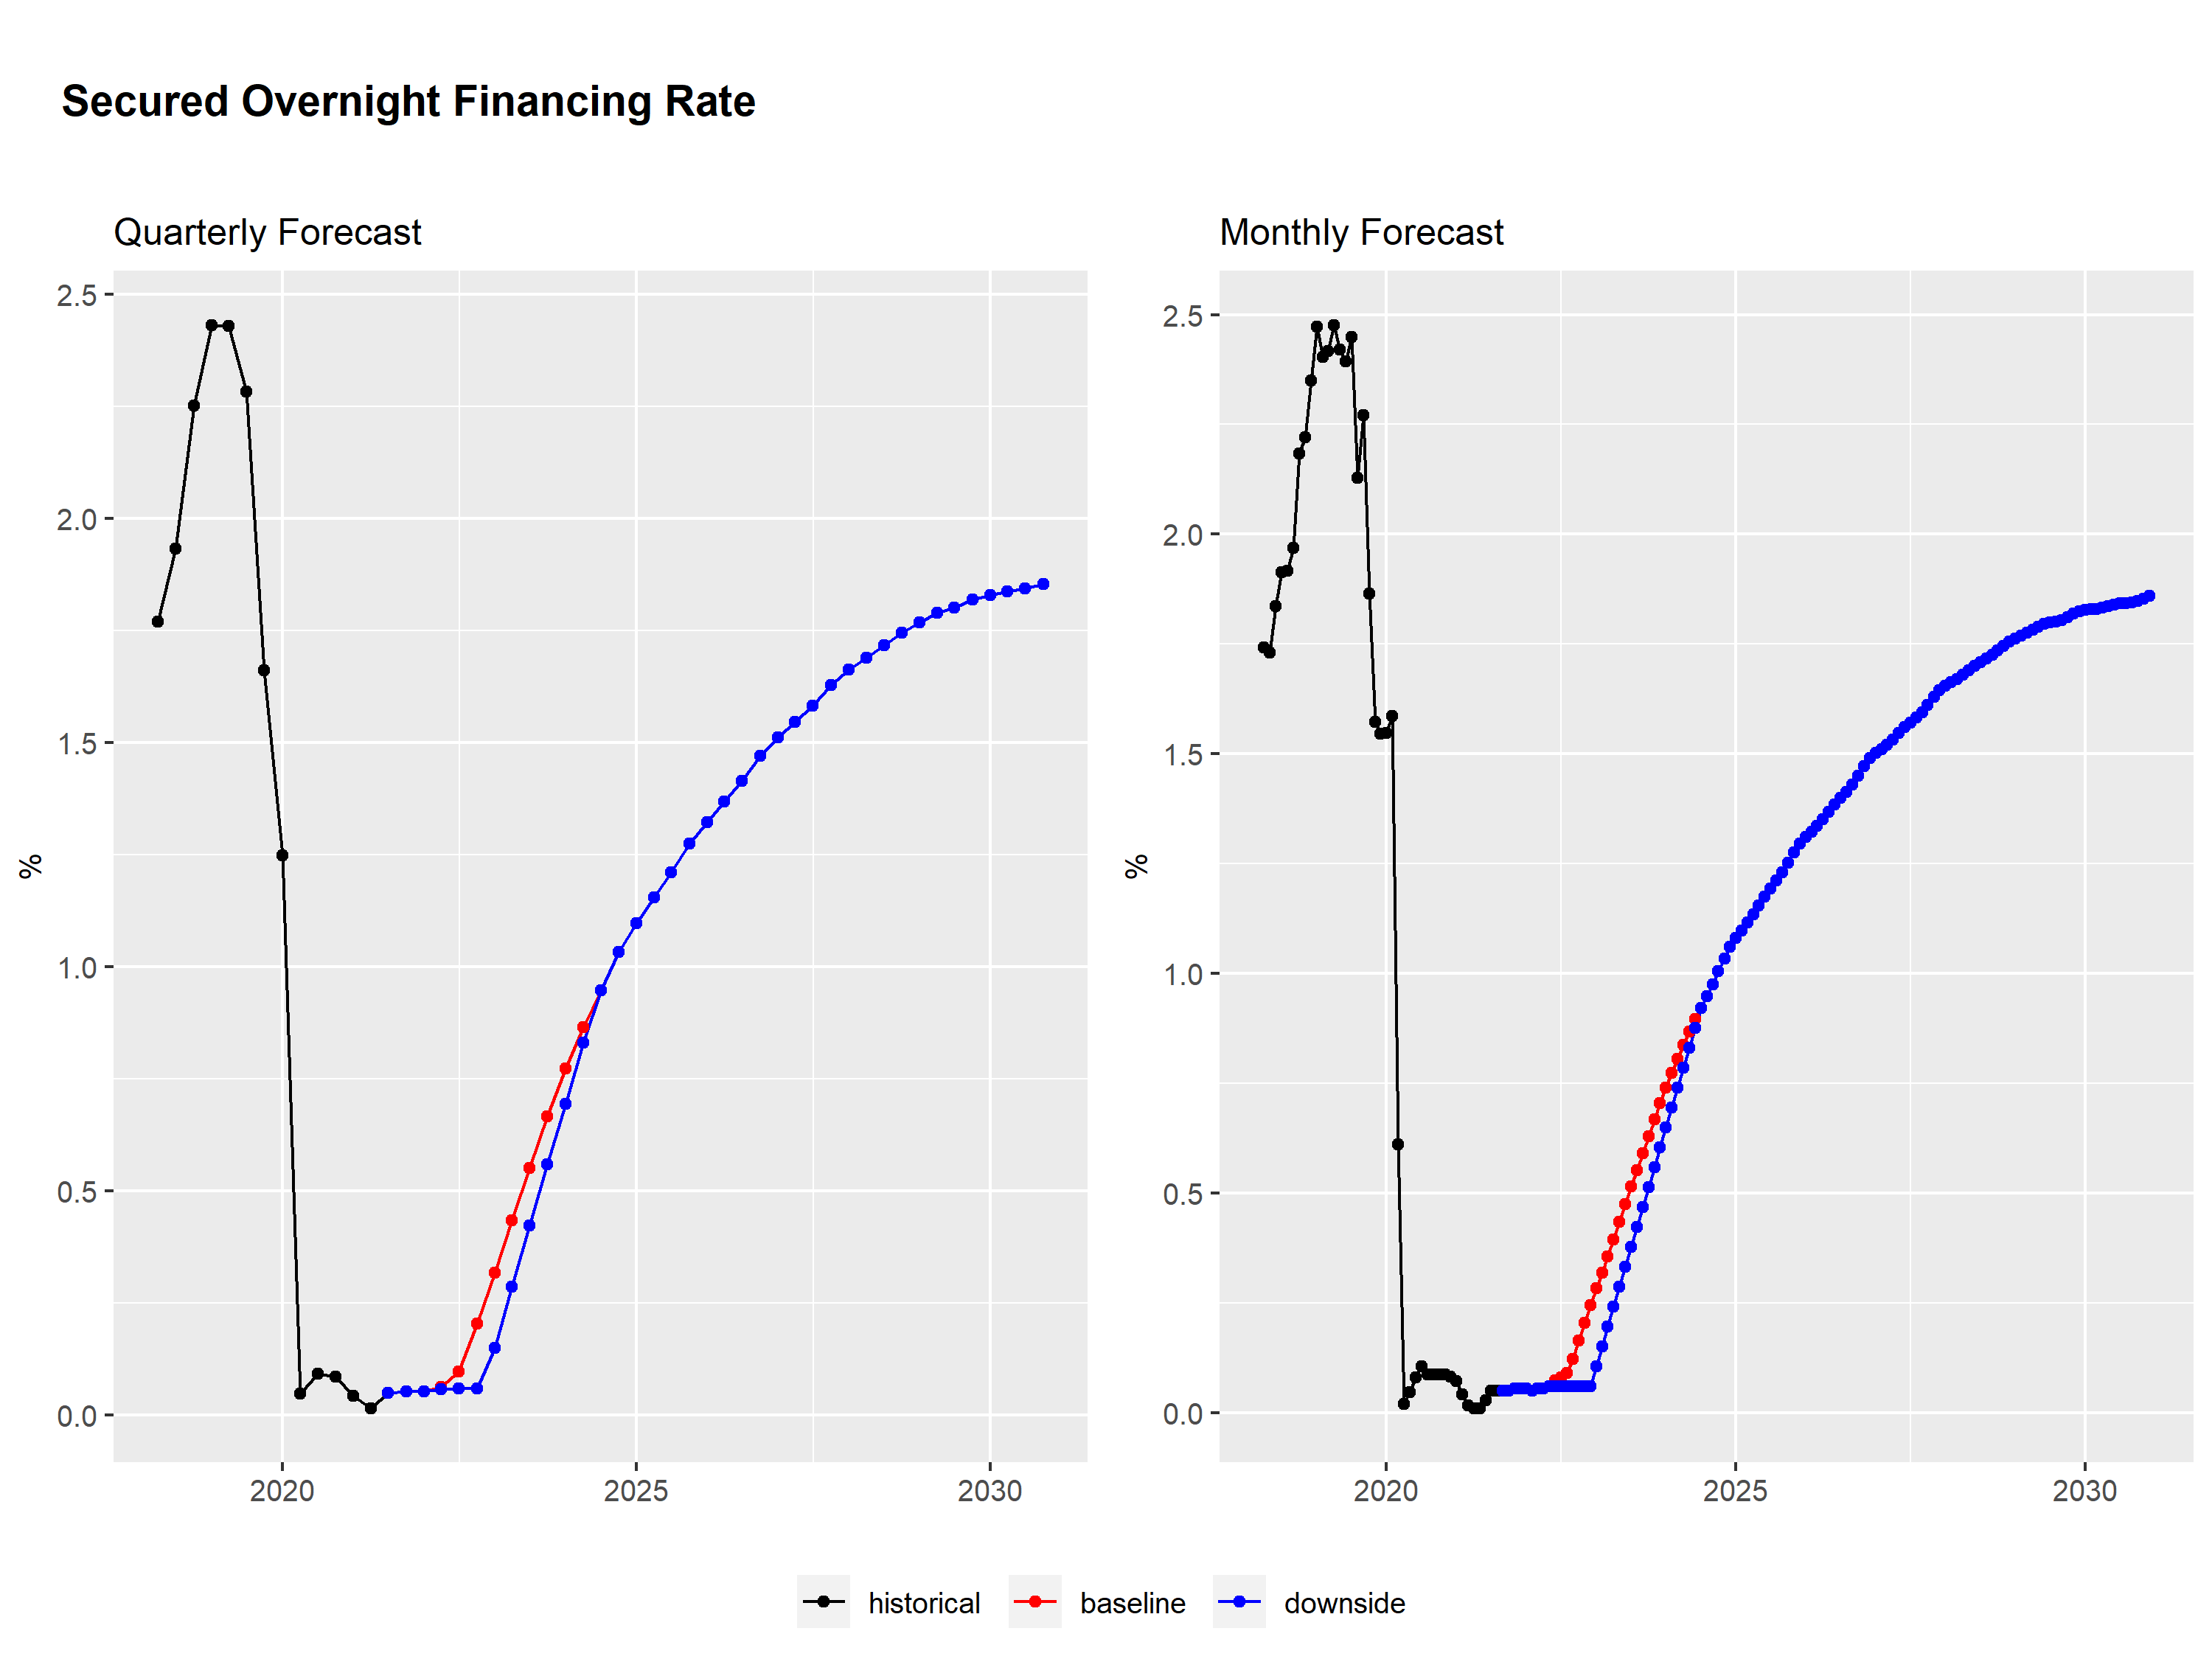 Secured Overnight Financing Rate
Quarterly Forecast
2.5
2.0
1.5
1.0
0.5
0.0
%
2020 2025 2030
Monthly Forecast
2.5
2.0
1.5
1.0
0.5
0.0
%
2020 2025 2030
historical baseline downside